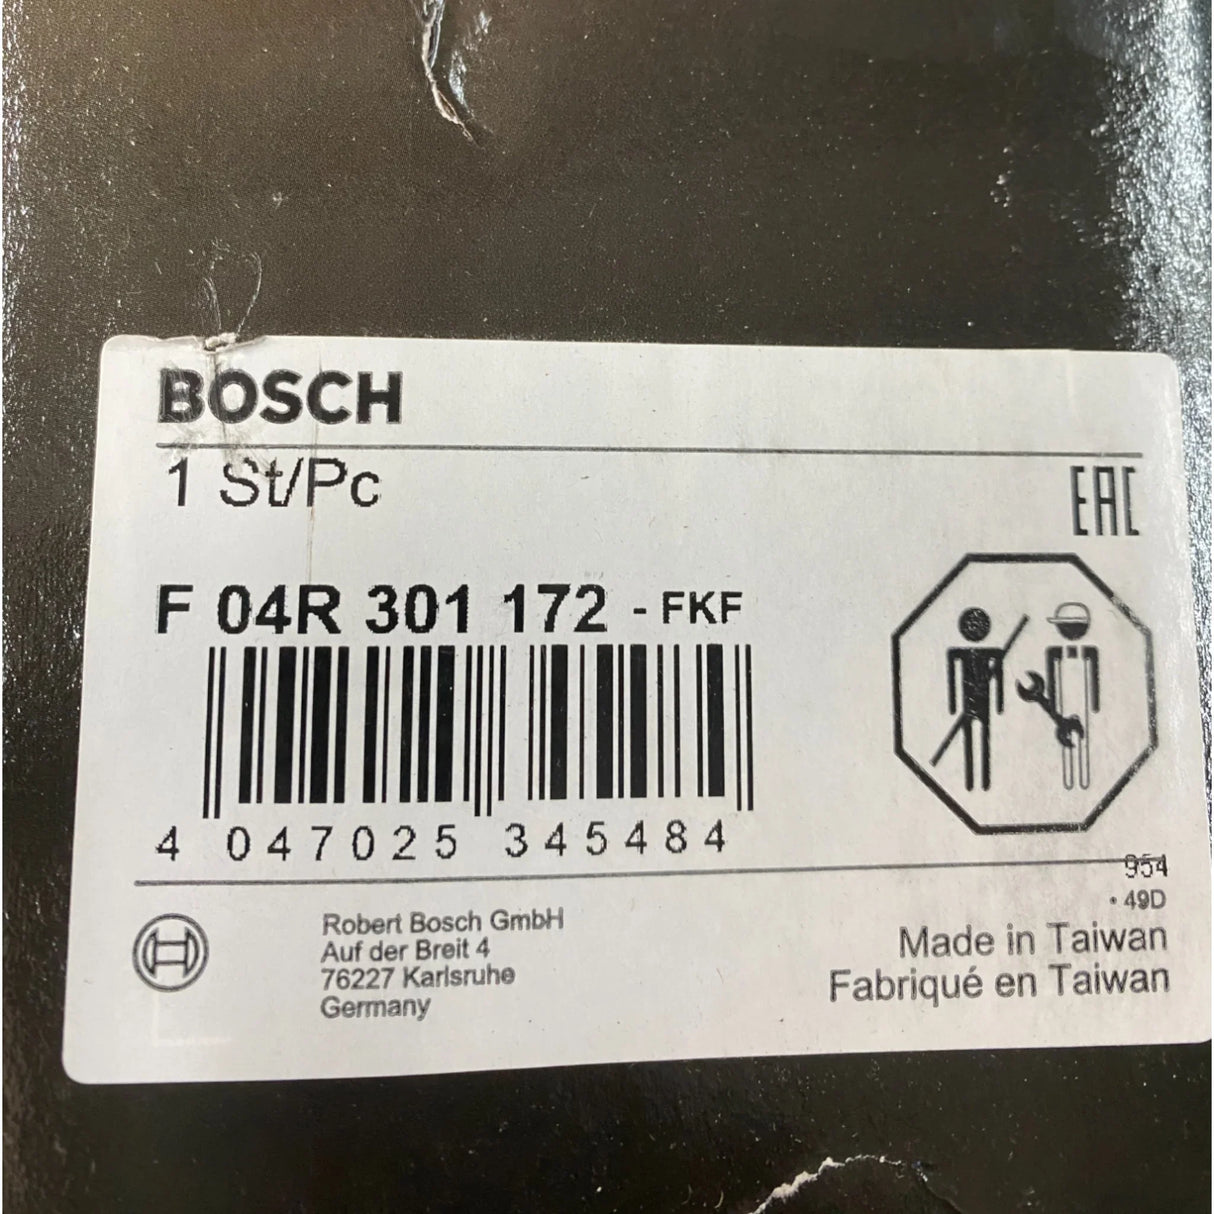 BOSCH
1 St/Pc
EAC
F 04R 301 172 - FKF
4 047025 345484
954
• 49D
Robert Bosch GmbH
Auf der Breit 4
76227 Karlsruhe
Germany
Made in Taiwan
Fabriqué en Taiwan